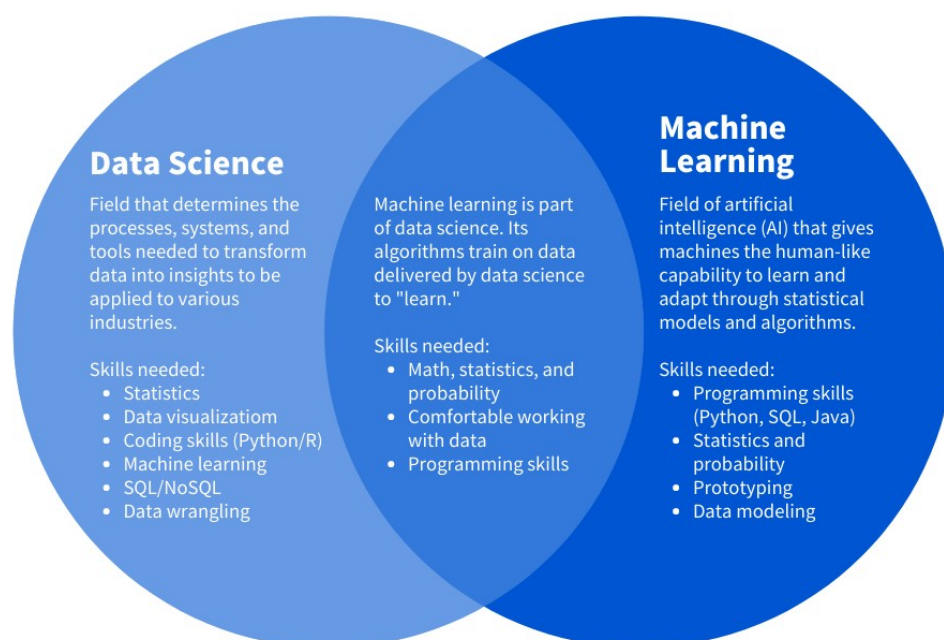 Data Science
Field that determines the
processes, systems, and
tools needed to transform
data into insights to be
applied to various
industries.
Skills needed:
• Statistics
• Data visualizatiom
• Coding skills (Python/R)
• Machine learning
• SQL/NoSQL
• Data wrangling
Machine learning is part
of data science. Its
algorithms train on data
delivered by data science
to "learn."
Skills needed:
• Math, statistics, and
probability
• Comfortable working
with data
• Programming skills
Machine
Learning
Field of artificial
intelligence (AI) that gives
machines the human-like
capability to learn and
adapt through statistical
models and algorithms.
Skills needed:
• Programming skills
(Python, SQL, Java)
• Statistics and
probability
• Prototyping
• Data modeling